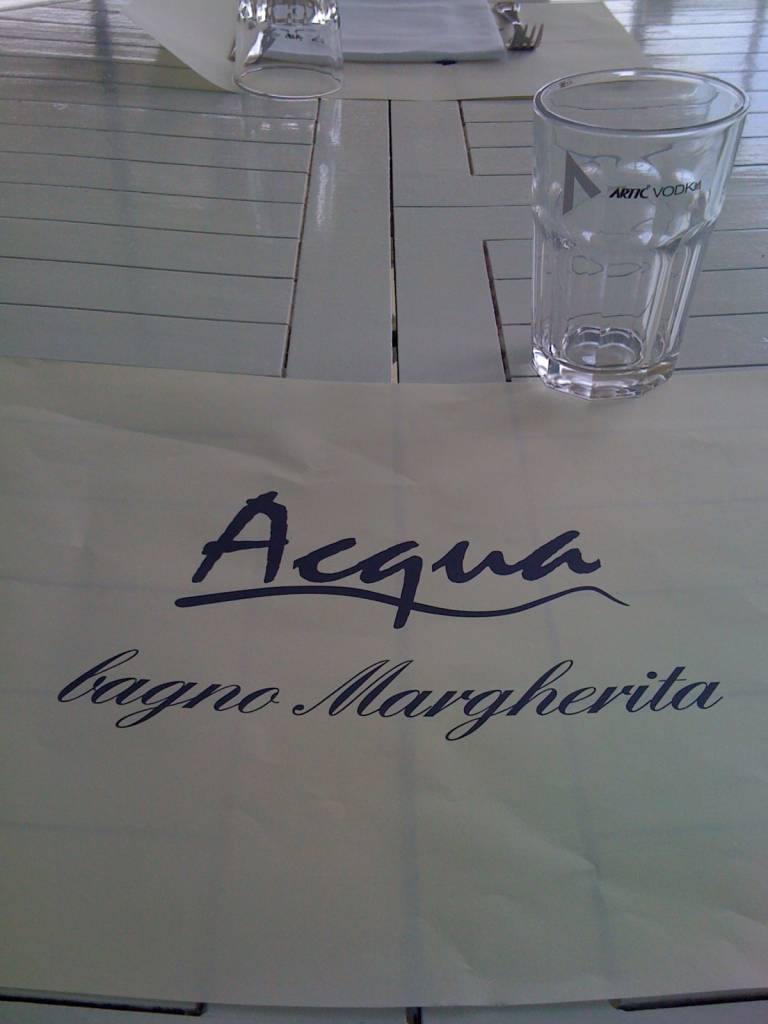 ARTIC VODKA
Acqua
bagno Margherita